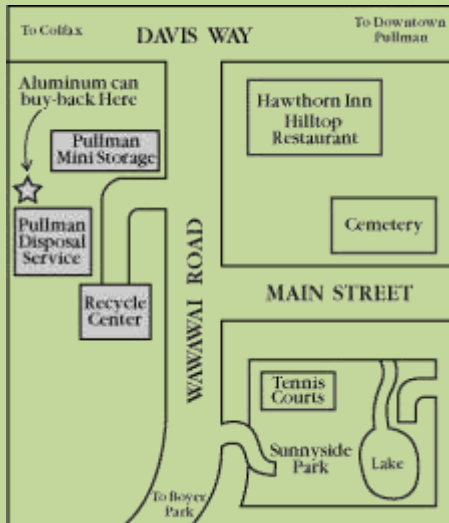 To Colfax
DAVIS WAY
To Downtown
Pullman
Aluminum can
buy-back Here
Pullman
Mini Storage
Hawthorn Inn
Hilltop
Restaurant
Pullman
Disposal
Service
Cemetery
Recycle
Center
WAWAWAI ROAD
MAIN STREET
Tennis
Courts
Sunnyside
Park
Lake
To Boyer
Park